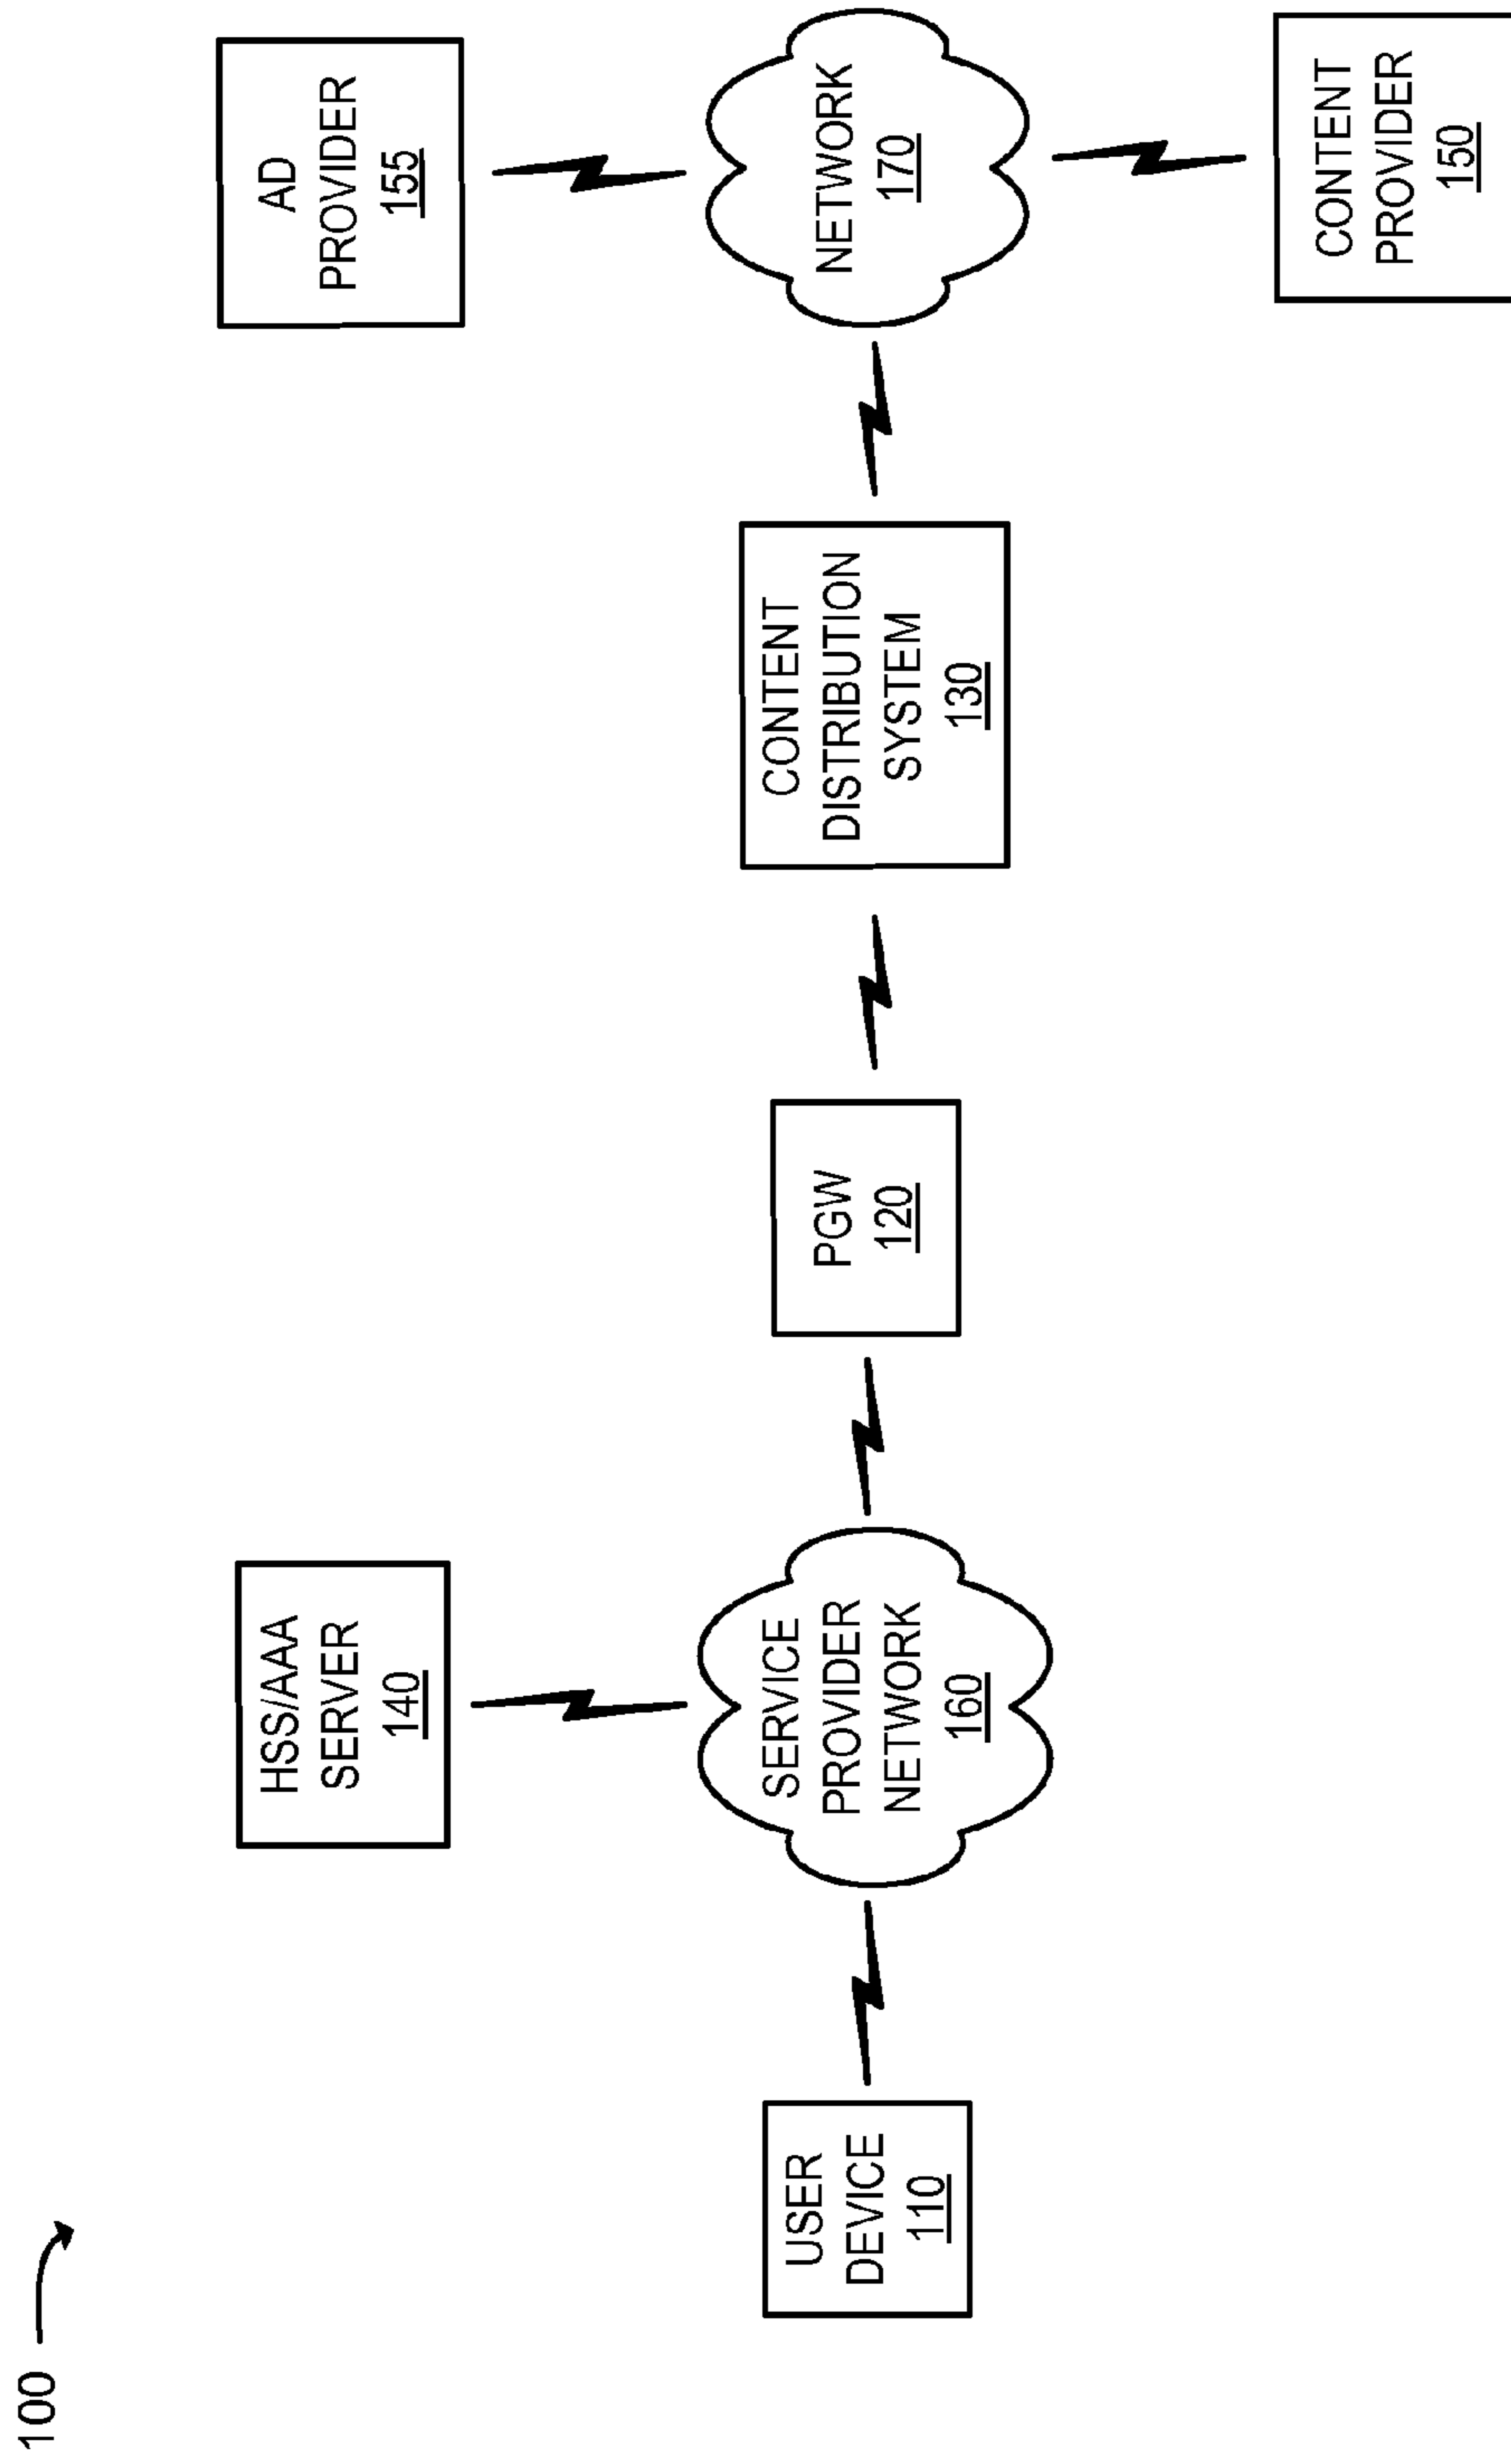 100
HSS/AAA
SERVER
140
AD
PROVIDER
155
USER
DEVICE
110
SERVICE
PROVIDER
NETWORK
160
PGW
120
CONTENT
DISTRIBUTION
SYSTEM
130
NETWORK
170
CONTENT
PROVIDER
150